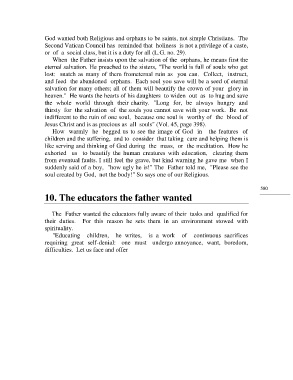 God wanted both Religious and orphans to be saints, not simple Christians. The
Second Vatican Council has reminded that holiness is not a privilege of a caste,
or of a social class, but it is a duty for all (L.G, no. 29).
When the Father insists upon the salvation of the orphans, he means first the
eternal salvation. He preached to the sisters, "The world is full of souls who get
lost: snatch as many of them frometernal ruin as you can. Collect, instruct,
and feed the abandoned orphans. Each soul you save will be a seed of eternal
salvation for many others; all of them will beautify the crown of your glory in
heaven." He wants the hearts of his daughters to widen out as to hug and save
the whole world through their charity. "Long for, be always hungry and
thirsty for the salvation of the souls you cannot save with your work. Be not
indifferent to the ruin of one soul, because one soul is worthy of the blood of
Jesus Christ and is as precious as all souls" (Vol. 45, page 398).
How warmly he begged us to see the image of God in the features of
children and the suffering, and to consider that taking care and helping them is
like serving and thinking of God during the mass, or the meditation. How he
exhorted us to beautify the human creatures with education, clearing them
from eventual faults. I still feel the grave, but kind warning he gave me when I
suddenly said of a boy, "how ugly he is!" The Father told me, "Please see the
soul created by God, not the body!" So says one of our Religious.
500
10. The educators the father wanted
The Father wanted the educators fully aware of their tasks and qualified for
their duties. For this reason he sets them in an environment stowed with
spirituality.
"Educating children, he writes, is a work of continuous sacrifices
requiring great self-denial: one must undergo annoyance, want, boredom,
difficulties. Let us face and offer